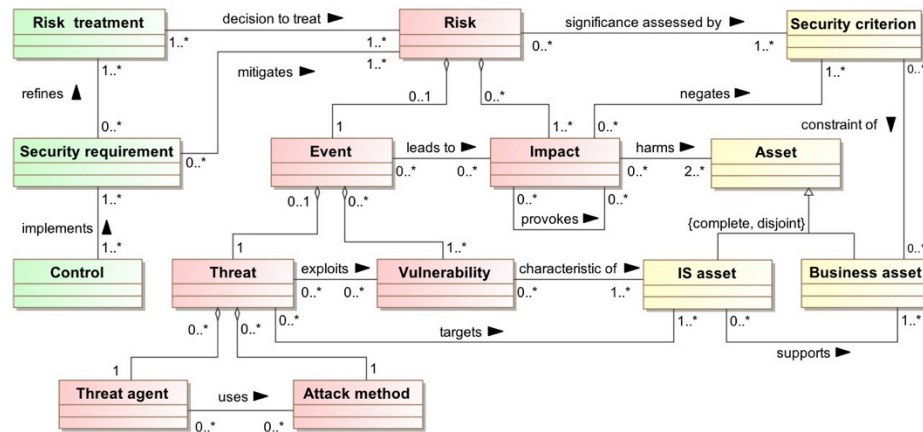 Risk treatment
decision to treat ►
Risk
significance assessed by ►
Security criterion
1..*
1..*
0..*
1..*
1..*
mitigates ►
1..*
1..*
0..*
refines ▲
0..1
0..*
negates ►
constraint of ▼
0..*
1
1..*
0..*
Security requirement
Event
leads to ►
Impact
harms ►
Asset
0..*
0..*
0..*
0..*
2..*
1..*
0..1
0..*
0..*
0..*
provokes ►
{complete, disjoint}
implements ▲
1..*
1
1..*
0..*
Control
Threat
exploits ►
Vulnerability
characteristic of ►
IS asset
Business asset
0..*
0..*
0..*
1..*
0..*
0..*
0..*
targets ►
1..*
0..*
1..*
supports ►
1
1
Threat agent
uses ►
Attack method
0..*
0..*